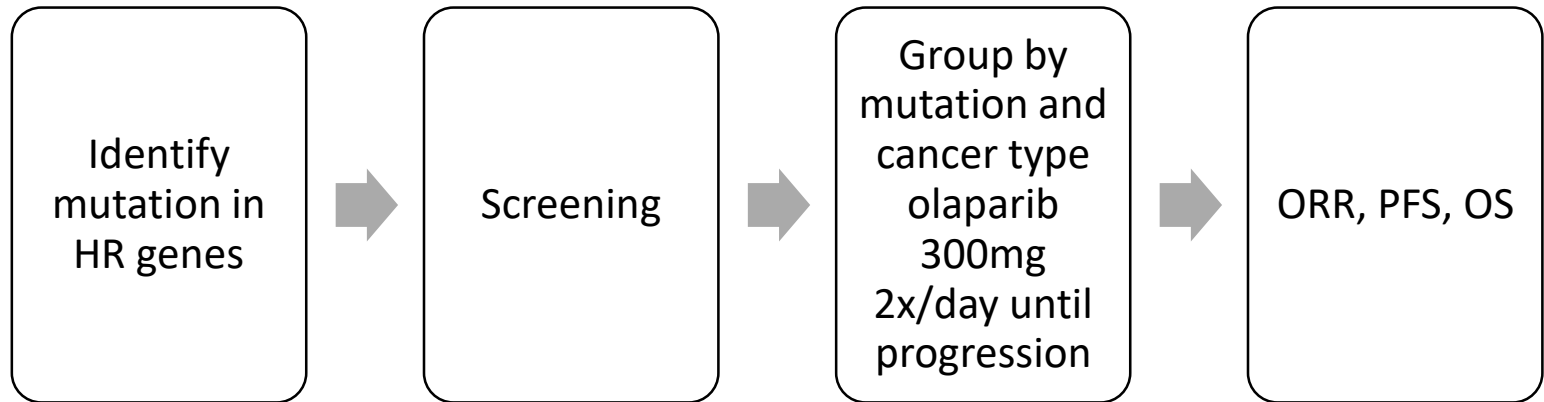 Identify
mutation in
HR genes
Screening
Group by
mutation and
cancer type
olaparib
300mg
2x/day until
progression
ORR, PFS, OS